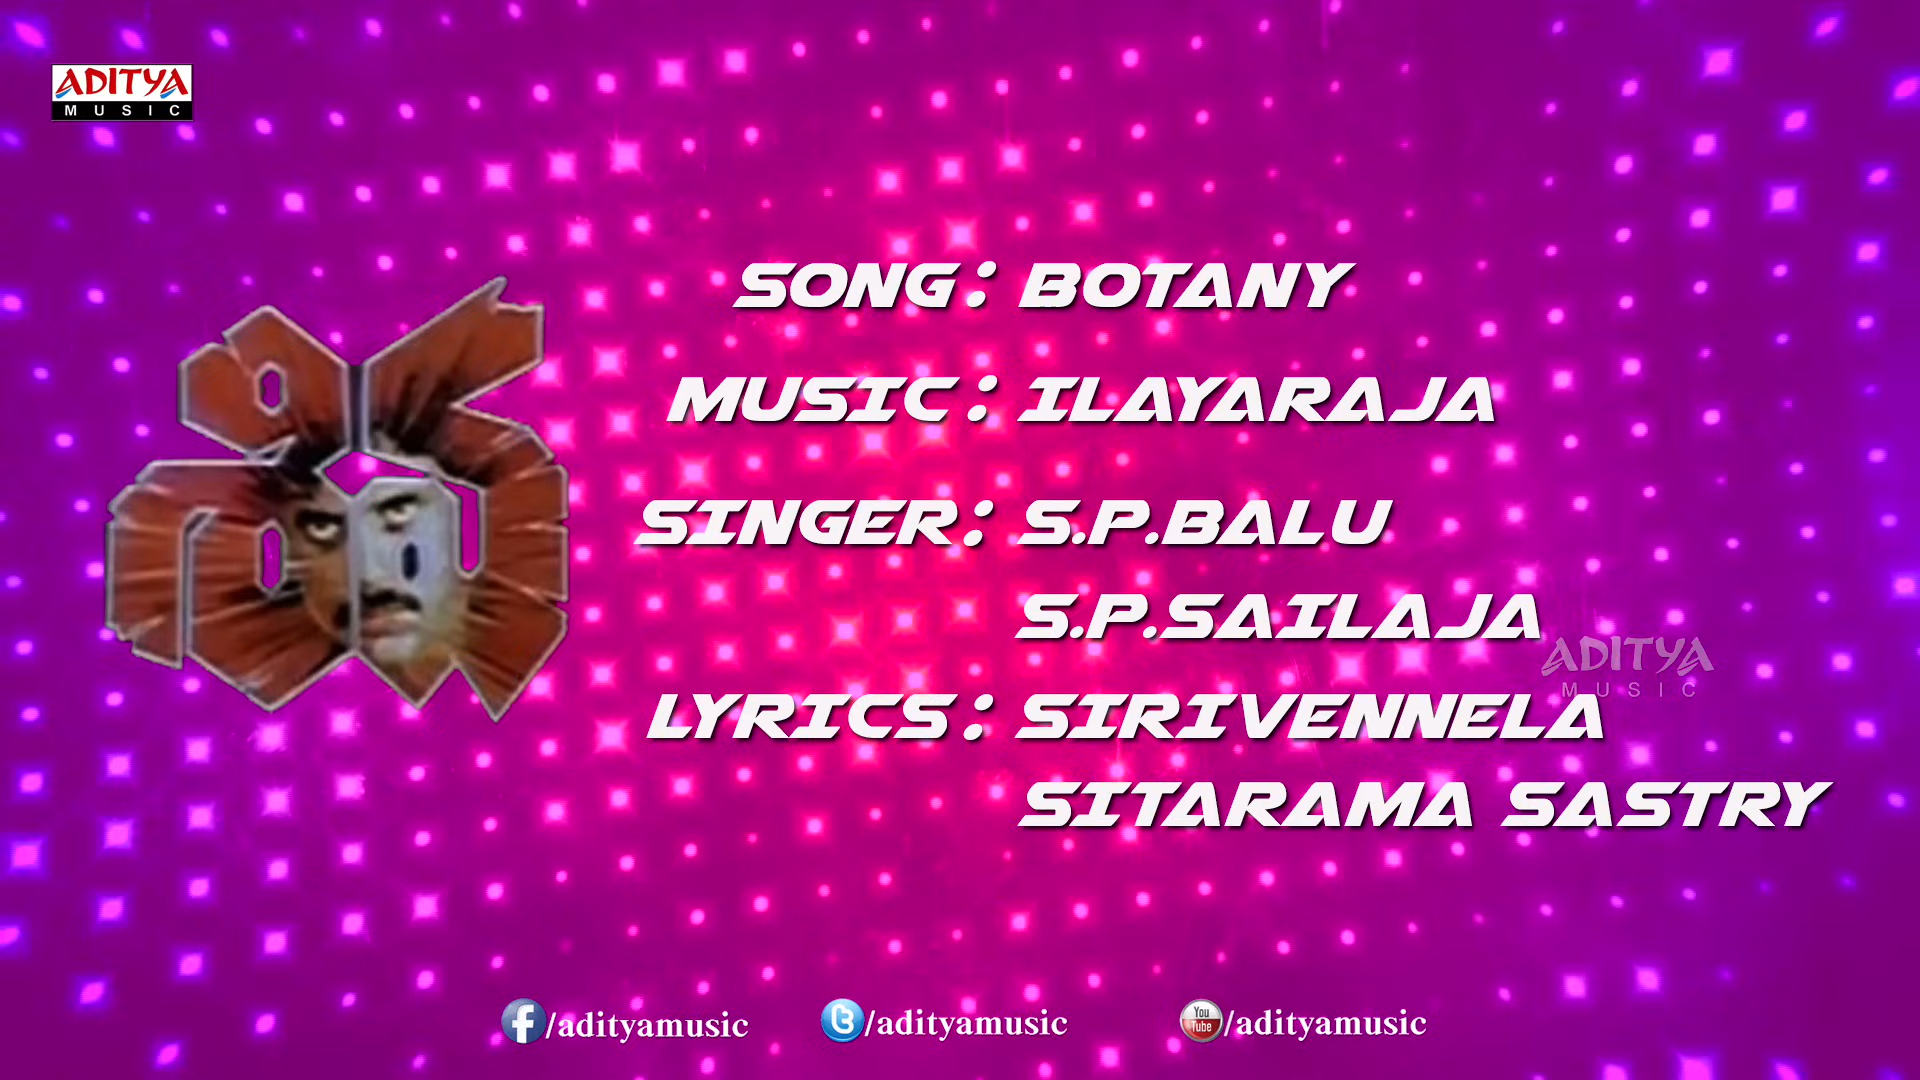 ADITYA
MUSIC
శివ
SONG: BOTANY
MUSIC: ILAYARAJA
SINGER: S.P.BALU
S.P.SAILAJA
ADITYA
MUSIC
LYRICS: SIRIVENNELA
SITARAMA SASTRY
f/adityamusic
t/adityamusic
You Tube/adityamusic